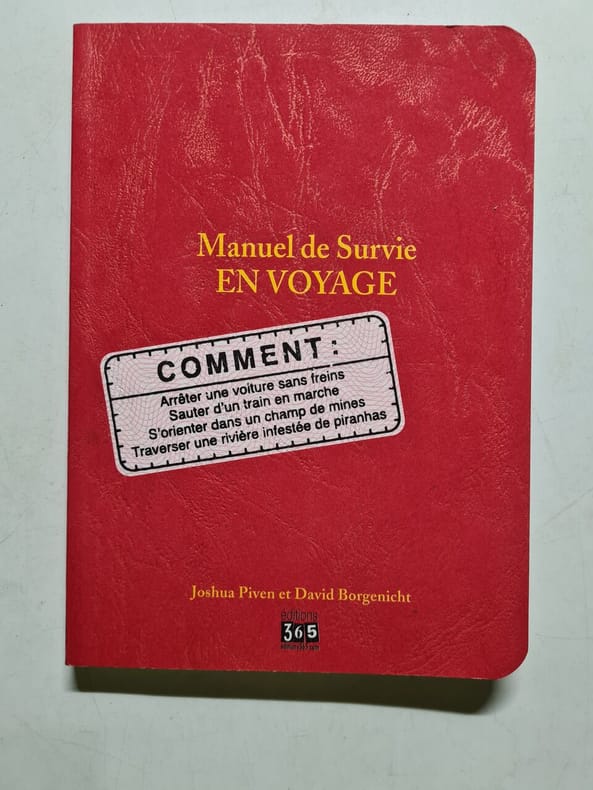 Manuel de Survie
EN VOYAGE
COMMENT :
Arrêter une voiture sans freins
Sauter d'un train en marche
S'orienter dans un champ de mines
Traverser une rivière infestée de piranhas
Joshua Piven et David Borgenicht
éditions
365